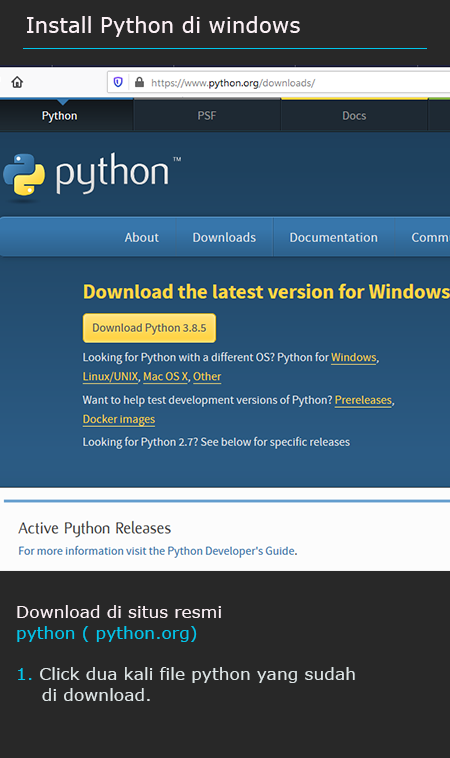 Install Python di windows
https://www.python.org/downloads/
Python PSF Docs
python™
About Downloads Documentation Comm
Download the latest version for Windows
Download Python 3.8.5
Looking for Python with a different OS? Python for Windows,
Linux/UNIX, Mac OS X, Other
Want to help test development versions of Python? Prereleases,
Docker images
Looking for Python 2.7? See below for specific releases
Active Python Releases
For more information visit the Python Developer's Guide.
Download di situs resmi
python ( python.org)
1. Click dua kali file python yang sudah
di download.